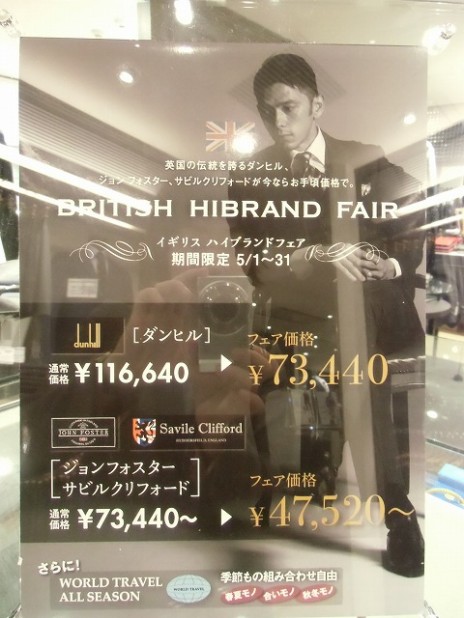 英国の伝統を誇るダンヒル、
ジョンフォスター、サビルクリフォードが今ならお手頃価格で。
BRITISH HIBRAND FAIR
イギリス ハイブランドフェア
期間限定 5/1〜31
dunhill [ダンヒル]
フェア価格
通常価格 ¥116,640 ▶ ¥73,440
JOHN FOSTER
Savile Clifford
HUDDERSFIELD, ENGLAND
[ジョンフォスター
サビルクリフォード]
フェア価格
通常価格 ¥73,440〜 ▶ ¥47,520〜
さらに!
WORLD TRAVEL
ALL SEASON
WORLD TRAVEL
季節もの組み合わせ自由
春夏モノ 合いモノ 秋冬モノ